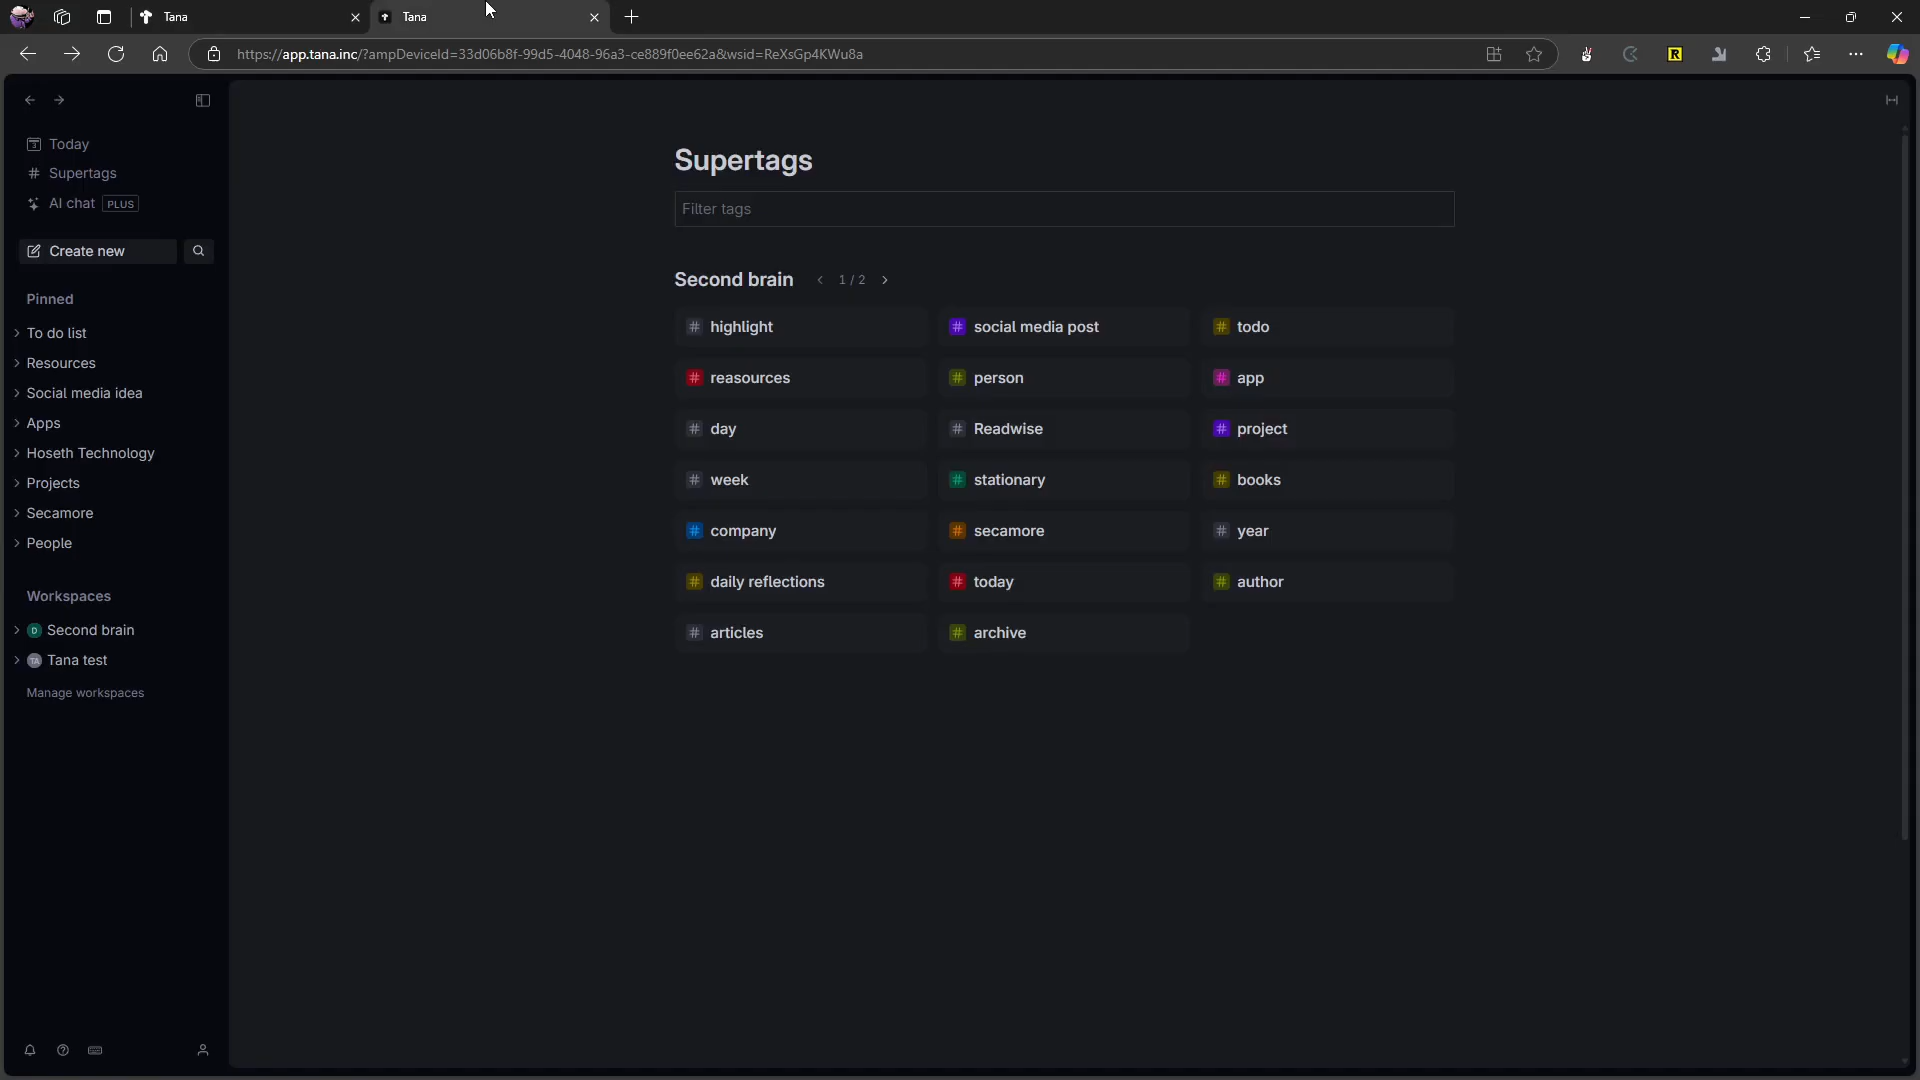 Tana
Tana
https://app.tana.inc/?ampDeviceId=33d06b8f-99d5-4048-96a3-ce889f0ee62a&wsid=ReXsGp4KWu8a
R
Today
Supertags
AI chat PLUS
Create new
Pinned
To do list
Resources
Social media idea
Apps
Hoseth Technology
Projects
Secamore
People
Workspaces
D Second brain
TA Tana test
Manage workspaces
Supertags
Filter tags
Second brain < 1 / 2 >
# highlight # social media post # todo
# reasources # person # app
# day # Readwise # project
# week # stationary # books
# company # secamore # year
# daily reflections # today # author
# articles # archive